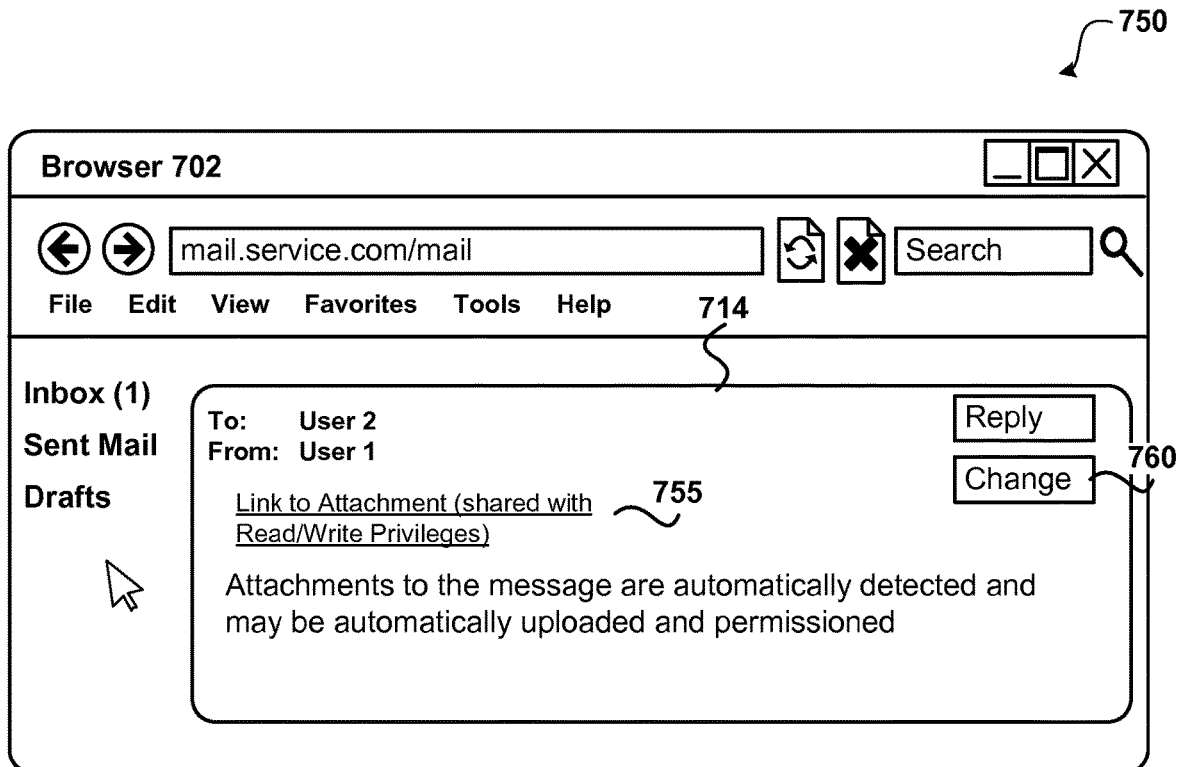 750
Browser 702
mail.service.com/mail
Search
File Edit View Favorites Tools Help
714
Inbox (1)
Sent Mail
Drafts
To: User 2
From: User 1
Reply
Change
760
Link to Attachment (shared with
Read/Write Privileges)
755
Attachments to the message are automatically detected and
may be automatically uploaded and permissioned